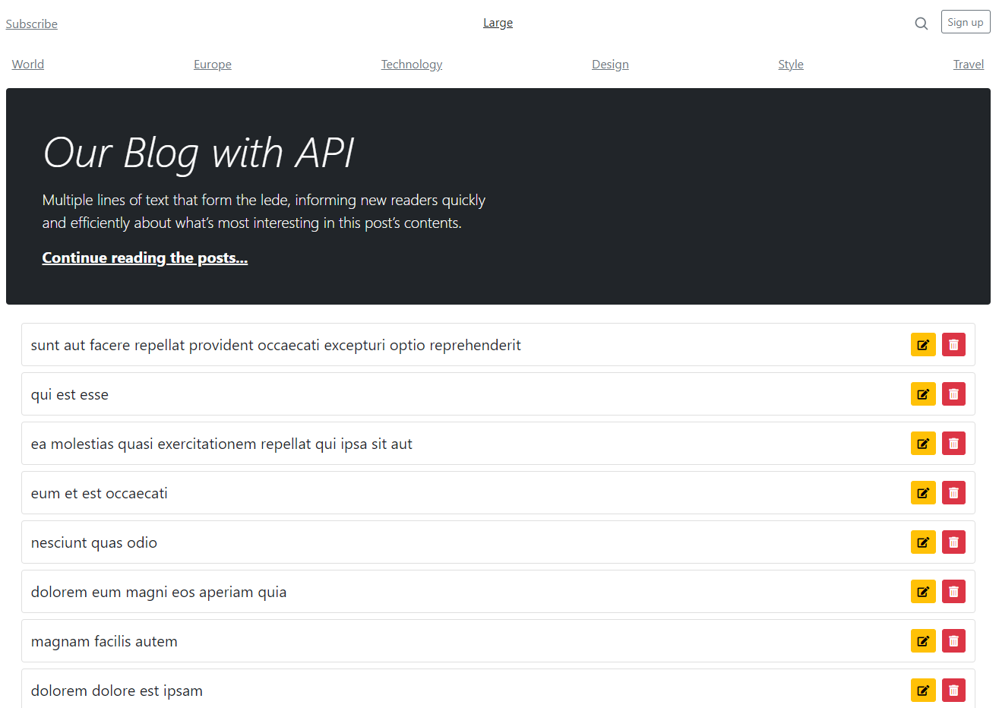 Subscribe
Large
Sign up
World
Europe
Technology
Design
Style
Travel
Our Blog with API
Multiple lines of text that form the lede, informing new readers quickly
and efficiently about what’s most interesting in this post’s contents.
Continue reading the posts...
sunt aut facere repellat provident occaecati excepturi optio reprehenderit
qui est esse
ea molestias quasi exercitationem repellat qui ipsa sit aut
eum et est occaecati
nesciunt quas odio
dolorem eum magni eos aperiam quia
magnam facilis autem
dolorem dolore est ipsam